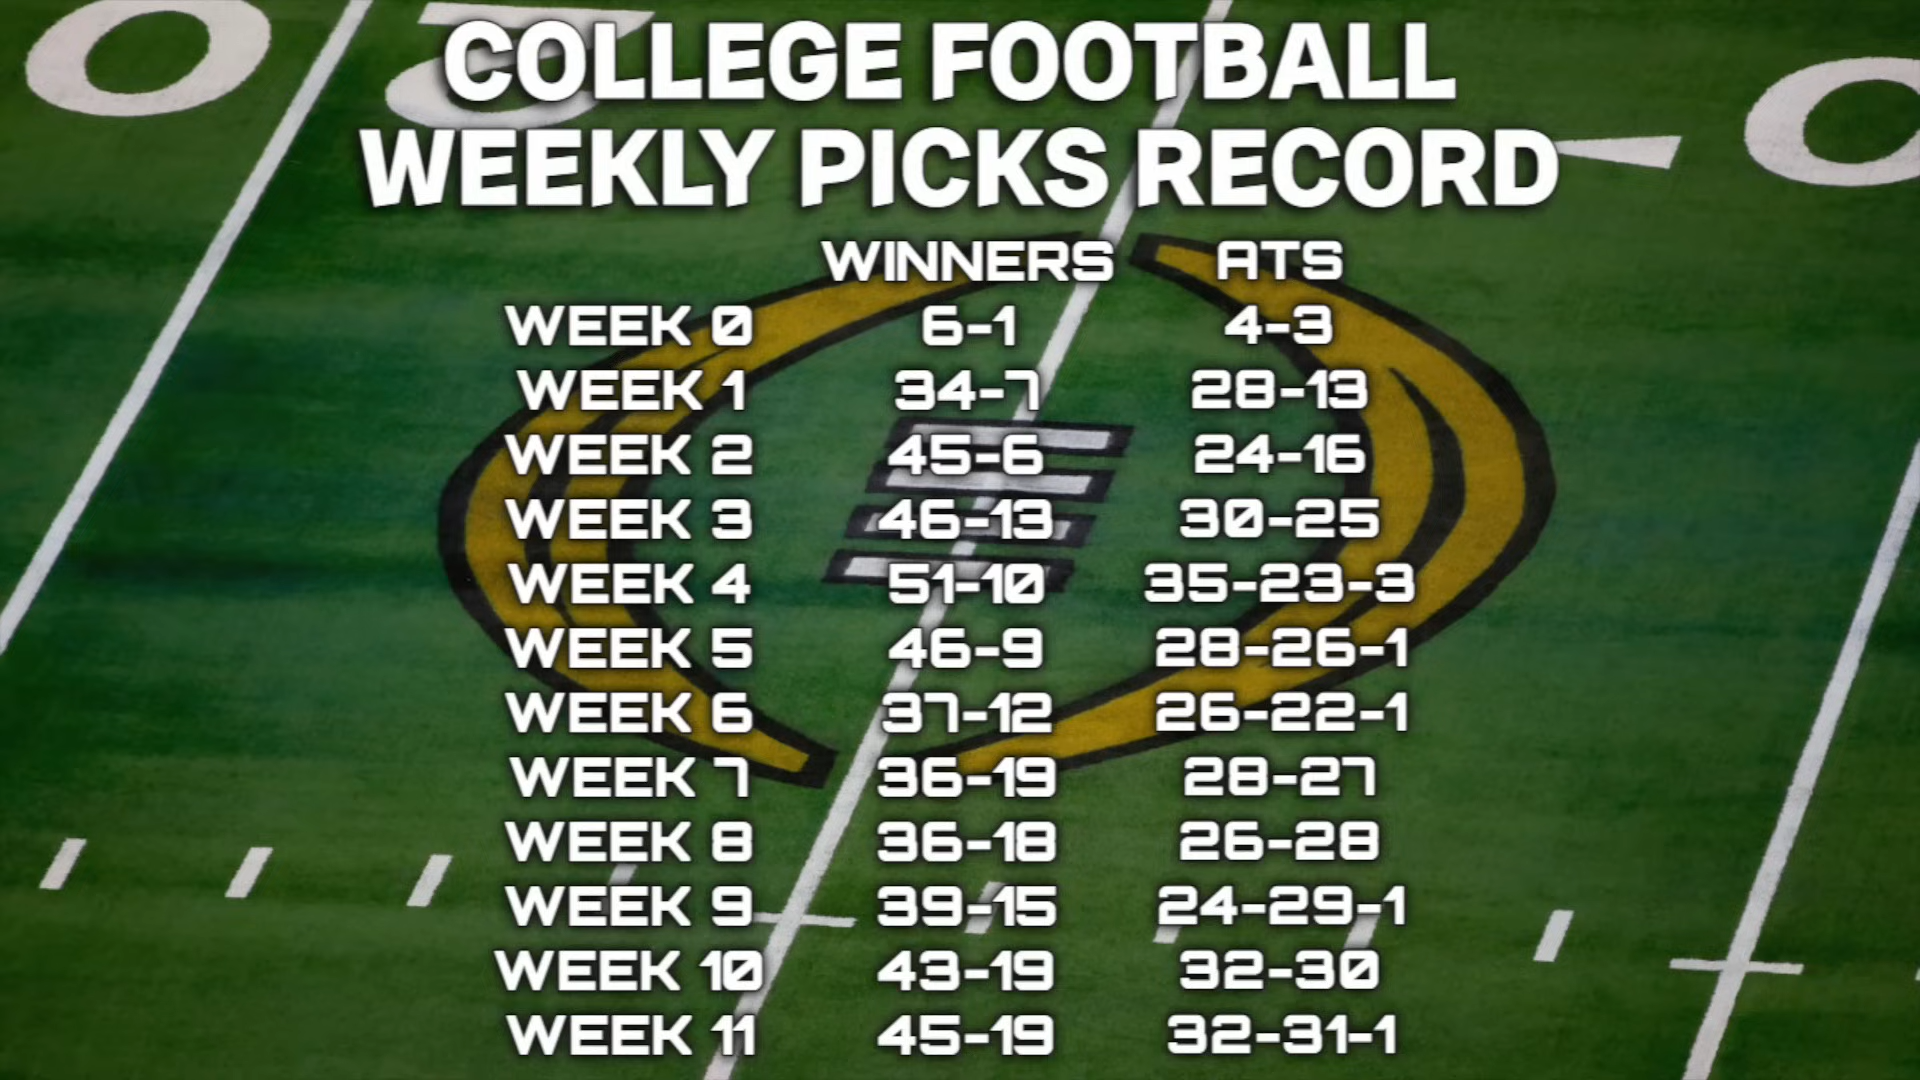 COLLEGE FOOTBALL
WEEKLY PICKS RECORD
WINNERS ATS
WEEK 0 6-1 4-3
WEEK 1 34-7 28-13
WEEK 2 45-6 24-16
WEEK 3 46-13 30-25
WEEK 4 51-10 35-23-3
WEEK 5 46-9 28-26-1
WEEK 6 37-12 26-22-1
WEEK 7 36-19 28-27
WEEK 8 36-18 26-28
WEEK 9 39-15 24-29-1
WEEK 10 43-19 32-30
WEEK 11 45-19 32-31-1